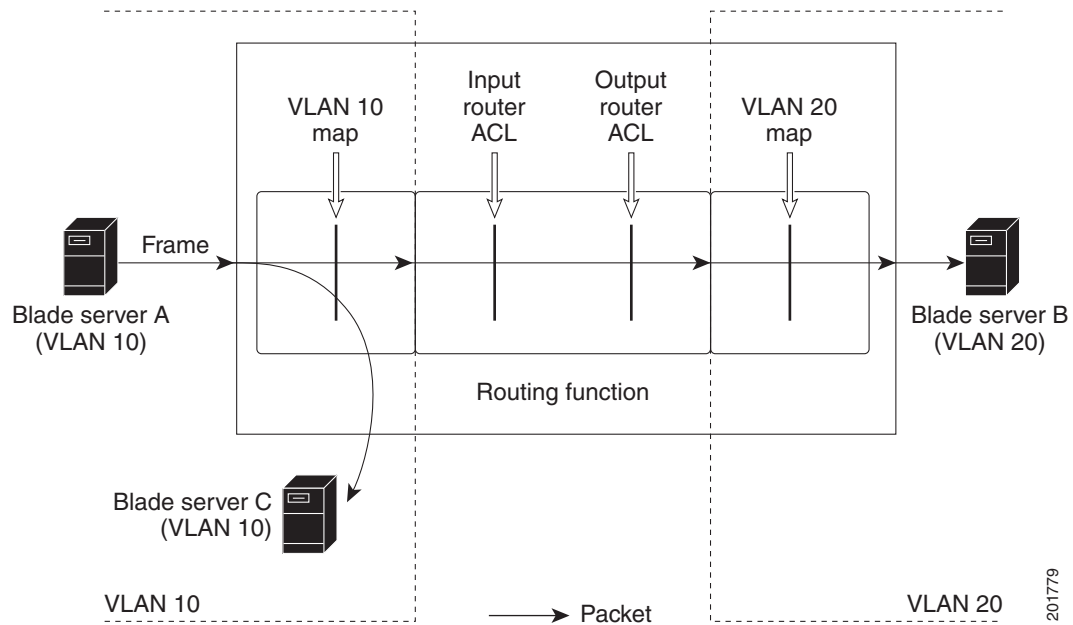 VLAN 10
map
Input
router
ACL
Output
router
ACL
VLAN 20
map
Frame
Blade server A
(VLAN 10)
Blade server B
(VLAN 20)
Routing function
Blade server C
(VLAN 10)
VLAN 10
Packet
VLAN 20
201779